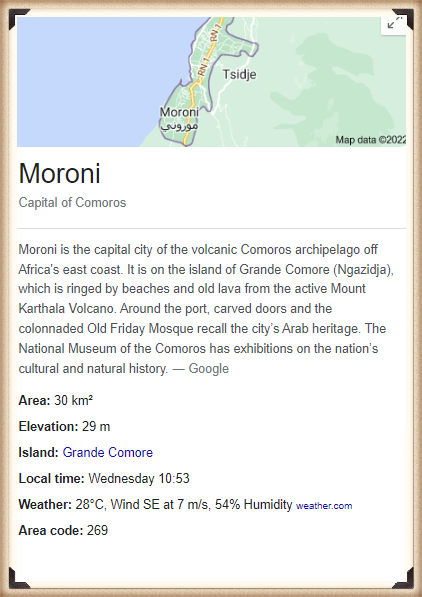 RN 1
Tsidje
RN 1
Moroni
موروني
Map data ©2022
Moroni
Capital of Comoros
Moroni is the capital city of the volcanic Comoros archipelago off
Africa's east coast. It is on the island of Grande Comore (Ngazidja),
which is ringed by beaches and old lava from the active Mount
Karthala Volcano. Around the port, carved doors and the
colonnaded Old Friday Mosque recall the city's Arab heritage. The
National Museum of the Comoros has exhibitions on the nation's
cultural and natural history. — Google
Area: 30 km²
Elevation: 29 m
Island: Grande Comore
Local time: Wednesday 10:53
Weather: 28°C, Wind SE at 7 m/s, 54% Humidity weather.com
Area code: 269